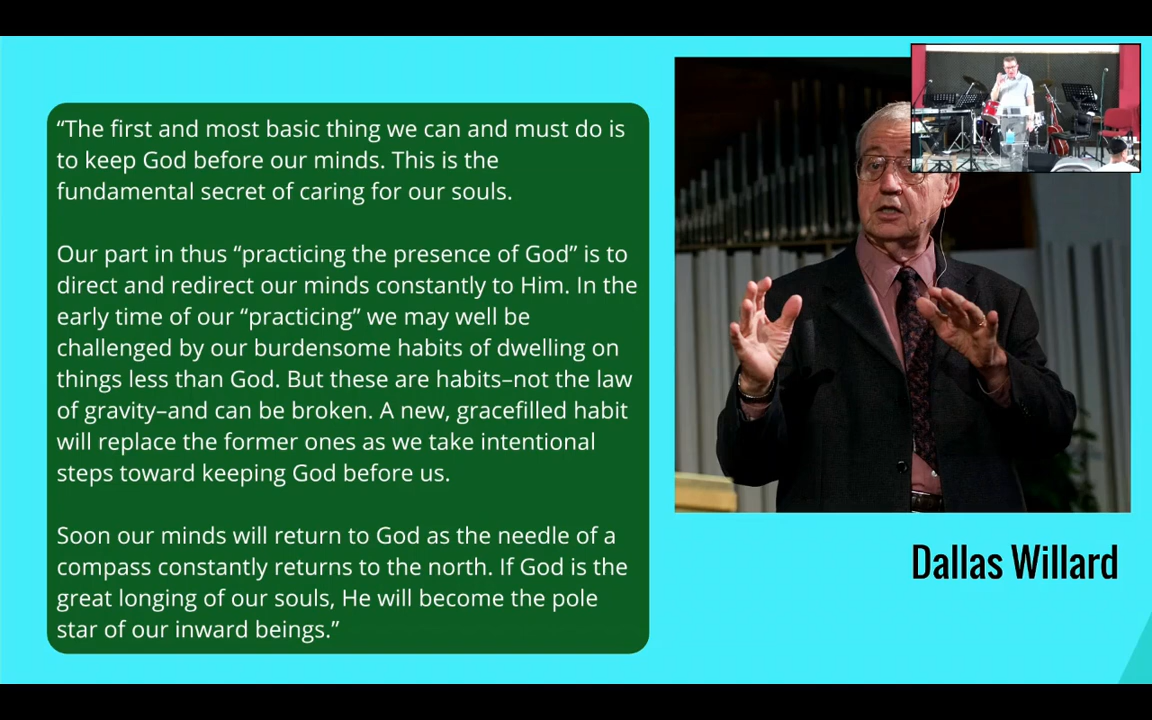 “The first and most basic thing we can and must do is
to keep God before our minds. This is the
fundamental secret of caring for our souls.
Our part in thus “practicing the presence of God” is to
direct and redirect our minds constantly to Him. In the
early time of our “practicing” we may well be
challenged by our burdensome habits of dwelling on
things less than God. But these are habits–not the law
of gravity–and can be broken. A new, gracefilled habit
will replace the former ones as we take intentional
steps toward keeping God before us.
Soon our minds will return to God as the needle of a
compass constantly returns to the north. If God is the
great longing of our souls, He will become the pole
star of our inward beings.”
Dallas Willard